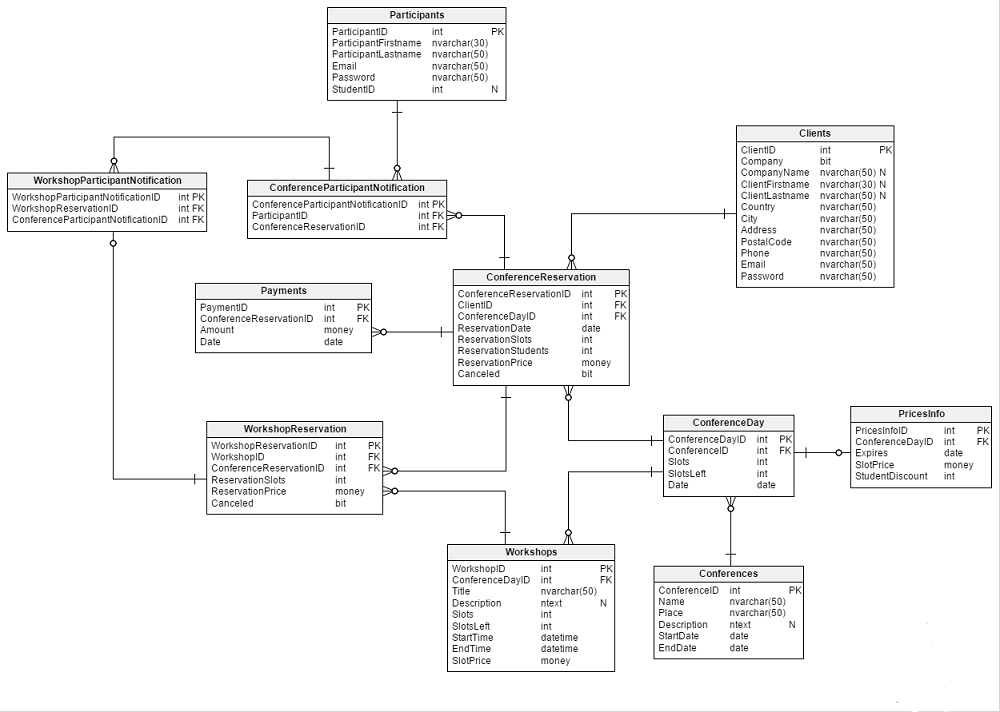 Participants
ParticipantID int PK
ParticipantFirstname nvarchar(30)
ParticipantLastname nvarchar(50)
Email nvarchar(50)
Password nvarchar(50)
StudentID int N
Clients
ClientID int PK
Company bit
CompanyName nvarchar(50) N
ClientFirstname nvarchar(30) N
ClientLastname nvarchar(50) N
Country nvarchar(50)
City nvarchar(50)
Address nvarchar(50)
PostalCode nvarchar(50)
Phone nvarchar(50)
Email nvarchar(50)
Password nvarchar(50)
WorkshopParticipantNotification
WorkshopParticipantNotificationID int PK
WorkshopReservationID int FK
ConferenceParticipantNotificationID int FK
ConferenceParticipantNotification
ConferenceParticipantNotificationID int PK
ParticipantID int FK
ConferenceReservationID int FK
ConferenceReservation
ConferenceReservationID int PK
ClientID int FK
ConferenceDayID int FK
ReservationDate date
ReservationSlots int
ReservationStudents int
ReservationPrice money
Canceled bit
Payments
PaymentID int PK
ConferenceReservationID int FK
Amount money
Date date
WorkshopReservation
WorkshopReservationID int PK
WorkshopID int FK
ConferenceReservationID int FK
ReservationSlots int
ReservationPrice money
Canceled bit
ConferenceDay
ConferenceDayID int PK
ConferenceID int FK
Slots int
SlotsLeft int
Date date
PricesInfo
PricesInfoID int PK
ConferenceDayID int FK
Expires date
SlotPrice money
StudentDiscount int
Workshops
WorkshopID int PK
ConferenceDayID int FK
Title nvarchar(50)
Description ntext N
Slots int
SlotsLeft int
StartTime datetime
EndTime datetime
SlotPrice money
Conferences
ConferenceID int PK
Name nvarchar(50)
Place nvarchar(50)
Description ntext N
StartDate date
EndDate date